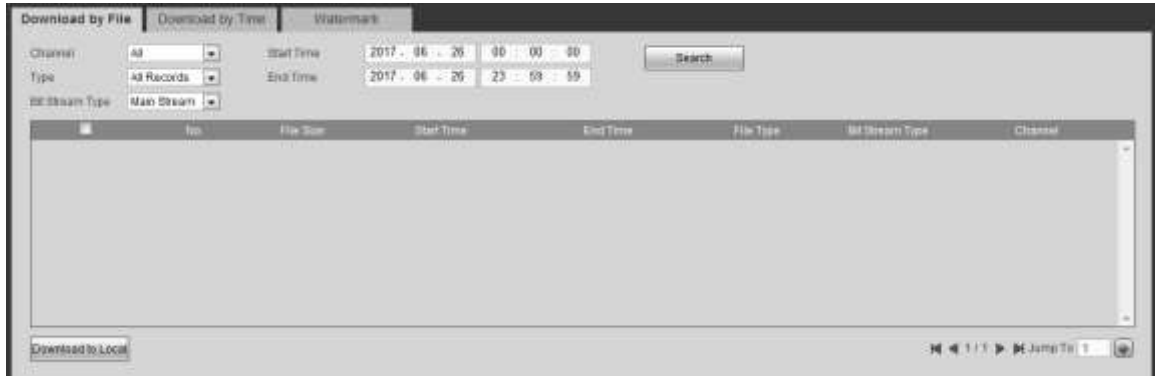 Download by File Download by Time Watermark
Channel All Start Time 2017 . 06 . 26 00 : 00 : 00 Search
Type All Records End Time 2017 . 06 . 26 23 : 59 : 59
Bit Stream Type Main Stream
No. File Size Start Time End Time File Type Bit Stream Type Channel
Download to Local 1 / 1 Jump To 1